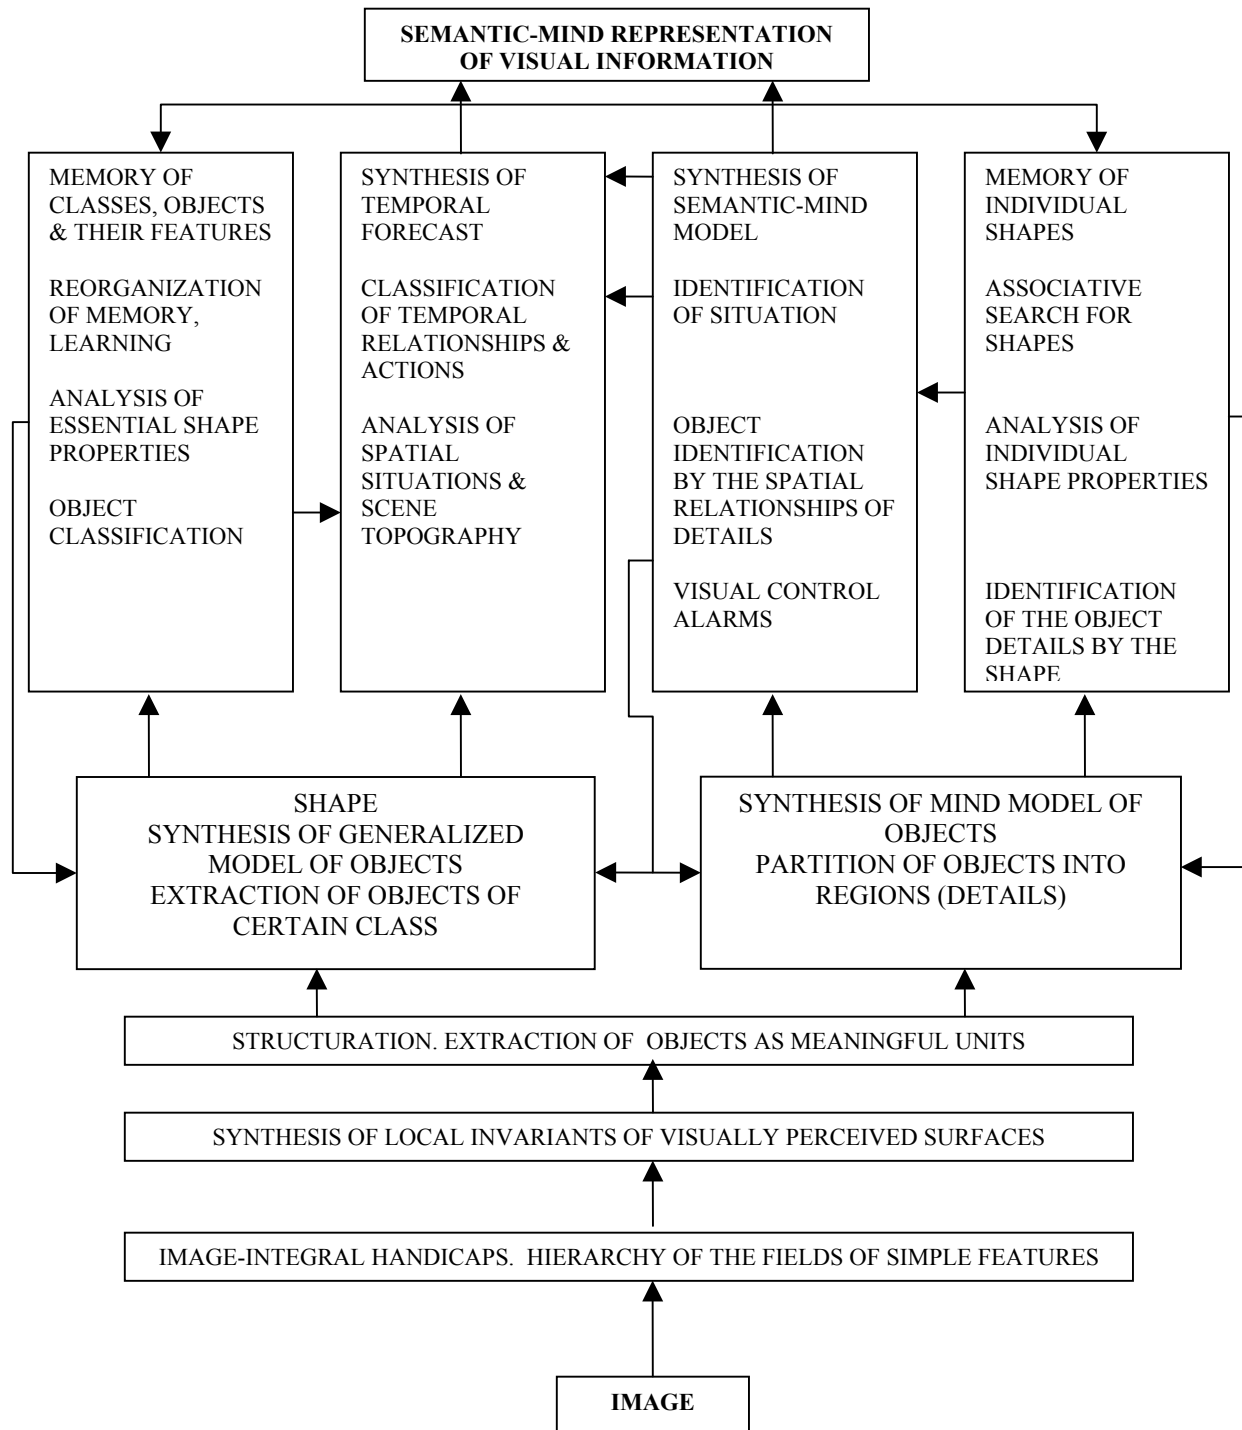 SEMANTIC-MIND REPRESENTATION
OF VISUAL INFORMATION
MEMORY OF
CLASSES, OBJECTS
& THEIR FEATURES
REORGANIZATION
OF MEMORY,
LEARNING
ANALYSIS OF
ESSENTIAL SHAPE
PROPERTIES
OBJECT
CLASSIFICATION
SYNTHESIS OF
TEMPORAL
FORECAST
CLASSIFICATION
OF TEMPORAL
RELATIONSHIPS &
ACTIONS
ANALYSIS OF
SPATIAL
SITUATIONS &
SCENE
TOPOGRAPHY
SYNTHESIS OF
SEMANTIC-MIND
MODEL
IDENTIFICATION
OF SITUATION
OBJECT
IDENTIFICATION
BY THE SPATIAL
RELATIONSHIPS OF
DETAILS
VISUAL CONTROL
ALARMS
MEMORY OF
INDIVIDUAL
SHAPES
ASSOCIATIVE
SEARCH FOR
SHAPES
ANALYSIS OF
INDIVIDUAL
SHAPE PROPERTIES
IDENTIFICATION
OF THE OBJECT
DETAILS BY THE
SHAPE
SHAPE
SYNTHESIS OF GENERALIZED
MODEL OF OBJECTS
EXTRACTION OF OBJECTS OF
CERTAIN CLASS
SYNTHESIS OF MIND MODEL OF
OBJECTS
PARTITION OF OBJECTS INTO
REGIONS (DETAILS)
STRUCTURATION. EXTRACTION OF OBJECTS AS MEANINGFUL UNITS
SYNTHESIS OF LOCAL INVARIANTS OF VISUALLY PERCEIVED SURFACES
IMAGE-INTEGRAL HANDICAPS. HIERARCHY OF THE FIELDS OF SIMPLE FEATURES
IMAGE